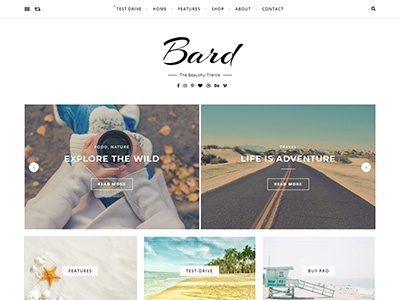 TEST DRIVE HOME FEATURES SHOP ABOUT CONTACT
Bard
The Beautiful Theme
FOOD, NATURE
EXPLORE THE WILD
READ MORE
TRAVEL
LIFE IS ADVENTURE
READ MORE
FEATURES
TEST-DRIVE
BUY PRO